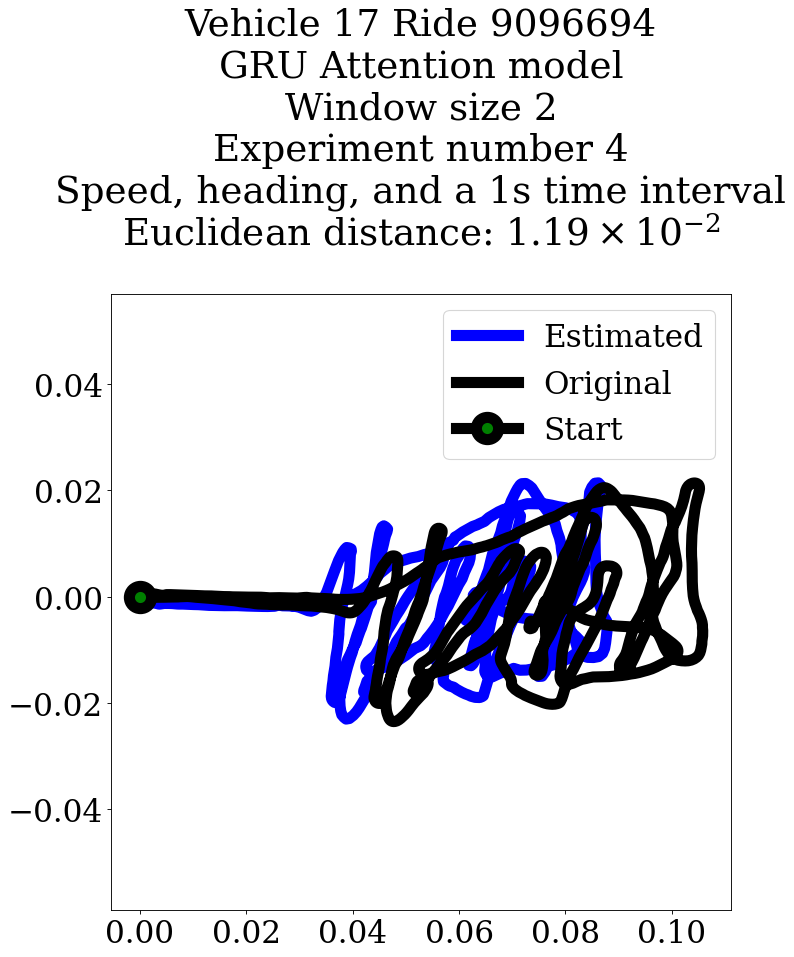 Vehicle 17 Ride 9096694
GRU Attention model
Window size 2
Experiment number 4
Speed, heading, and a 1s time interval
Euclidean distance: 1.19 × 10⁻²
Estimated
Original
Start
0.04
0.02
0.00
−0.02
−0.04
0.00 0.02 0.04 0.06 0.08 0.10